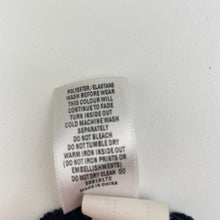 POLYESTER/ELASTANE
WASH BEFORE WEAR
THIS COLOUR WILL
CONTINUE TO FADE
TURN INSIDE OUT
COLD MACHINE WASH
SEPARATELY
DO NOT BLEACH
DO NOT TUMBLE DRY
WARM IRON INSIDE OUT
(DO NOT IRON PRINTS/
OR EMBELLISHMENTS)
DO NOT DRY CLEAN
MADE IN CHINA